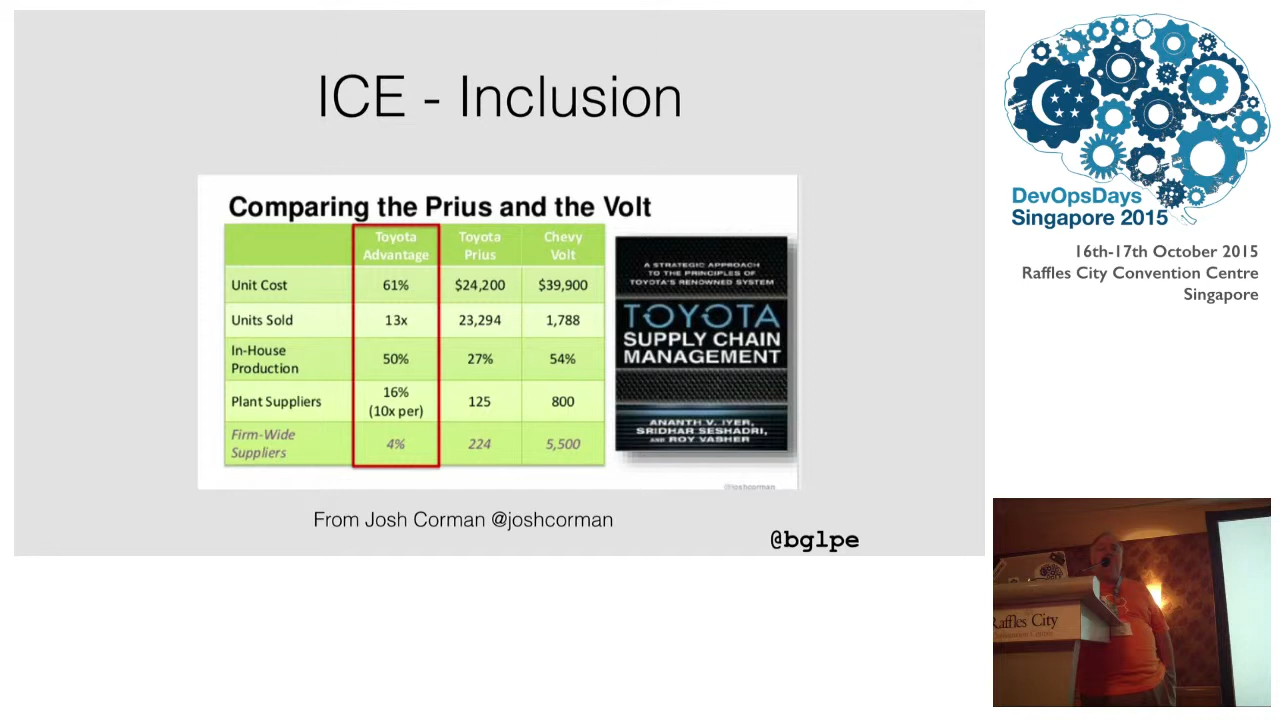 ICE - Inclusion
Comparing the Prius and the Volt
Toyota Advantage Toyota Prius Chevy Volt
Unit Cost 61% $24,200 $39,900
Units Sold 13x 23,294 1,788
In-House Production 50% 27% 54%
Plant Suppliers 16% (10x per) 125 800
Firm-Wide Suppliers 4% 224 5,500
A STRATEGIC APPROACH
TO THE PRINCIPLES OF
TOYOTA'S RENOWNED SYSTEM
TOYOTA
SUPPLY CHAIN
MANAGEMENT
ANANTH V. IYER,
SRIDHAR SESHADRI,
AND ROY VASHER
@joshcorman
From Josh Corman @joshcorman
@bglpe
DevOpsDays
Singapore 2015
16th-17th October 2015
Raffles City Convention Centre
Singapore
Raffles City